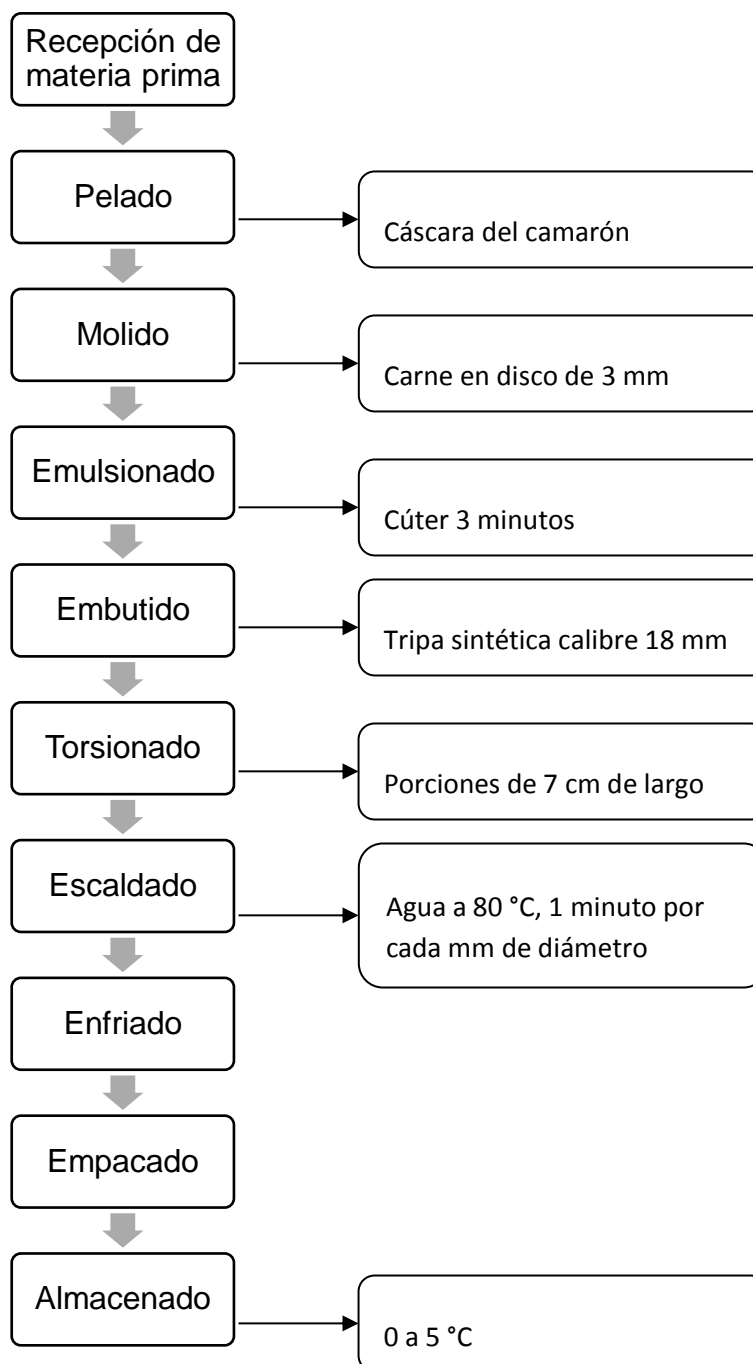 Recepción de
materia prima
Pelado
Cáscara del camarón
Molido
Carne en disco de 3 mm
Emulsionado
Cúter 3 minutos
Embutido
Tripa sintética calibre 18 mm
Torsionado
Porciones de 7 cm de largo
Escaldado
Agua a 80 °C, 1 minuto por
cada mm de diámetro
Enfriado
Empacado
Almacenado
0 a 5 °C